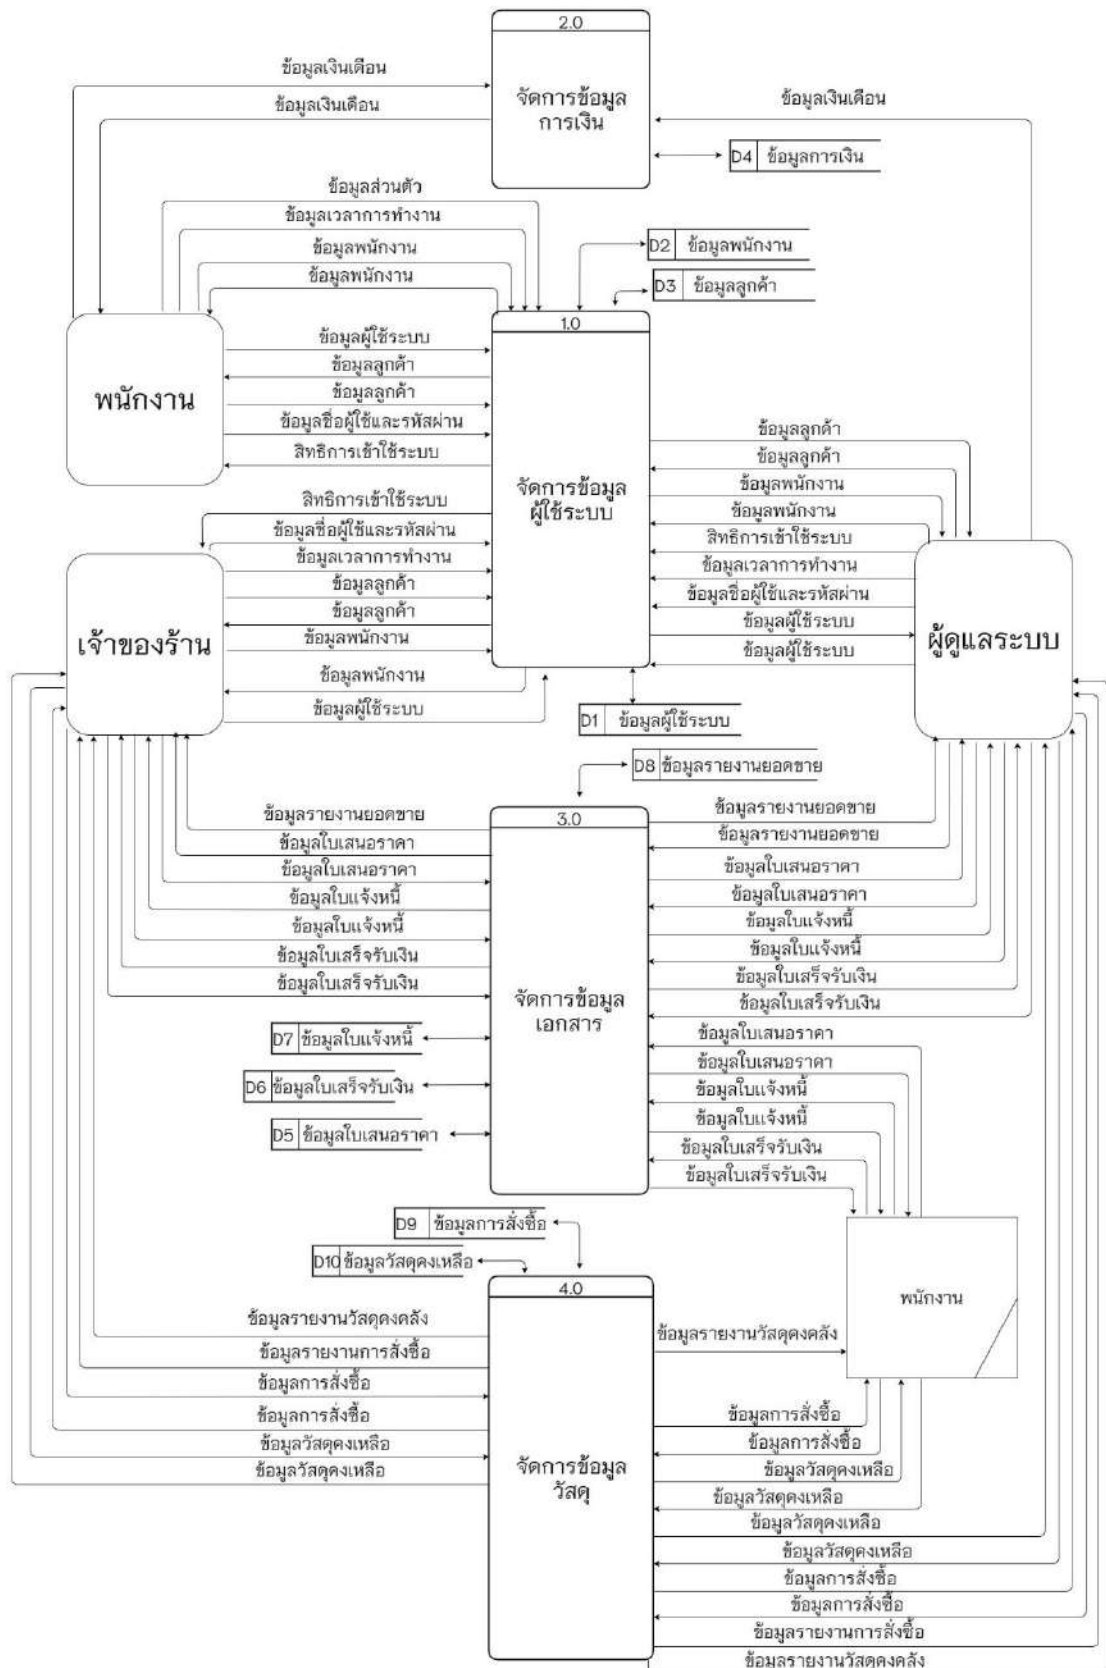 2.0
จัดการข้อมูล
การเงิน
ข้อมูลเงินเดือน
ข้อมูลเงินเดือน
ข้อมูลเงินเดือน
D4 ข้อมูลการเงิน
ข้อมูลส่วนตัว
ข้อมูลเวลาการทำงาน
ข้อมูลพนักงาน
ข้อมูลพนักงาน
D2 ข้อมูลพนักงาน
D3 ข้อมูลลูกค้า
1.0
จัดการข้อมูล
ผู้ใช้ระบบ
พนักงาน
ข้อมูลผู้ใช้ระบบ
ข้อมูลลูกค้า
ข้อมูลลูกค้า
ข้อมูลชื่อผู้ใช้และรหัสผ่าน
สิทธิการเข้าใช้ระบบ
สิทธิการเข้าใช้ระบบ
ข้อมูลชื่อผู้ใช้และรหัสผ่าน
ข้อมูลเวลาการทำงาน
ข้อมูลลูกค้า
ข้อมูลลูกค้า
ข้อมูลพนักงาน
ข้อมูลพนักงาน
ข้อมูลผู้ใช้ระบบ
เจ้าของร้าน
ข้อมูลลูกค้า
ข้อมูลลูกค้า
ข้อมูลพนักงาน
ข้อมูลพนักงาน
สิทธิการเข้าใช้ระบบ
ข้อมูลเวลาการทำงาน
ข้อมูลชื่อผู้ใช้และรหัสผ่าน
ข้อมูลผู้ใช้ระบบ
ข้อมูลผู้ใช้ระบบ
ผู้ดูแลระบบ
D1 ข้อมูลผู้ใช้ระบบ
D8 ข้อมูลรายงานยอดขาย
3.0
จัดการข้อมูล
เอกสาร
ข้อมูลรายงานยอดขาย
ข้อมูลใบเสนอราคา
ข้อมูลใบเสนอราคา
ข้อมูลใบแจ้งหนี้
ข้อมูลใบแจ้งหนี้
ข้อมูลใบเสร็จรับเงิน
ข้อมูลใบเสร็จรับเงิน
D7 ข้อมูลใบแจ้งหนี้
D6 ข้อมูลใบเสร็จรับเงิน
D5 ข้อมูลใบเสนอราคา
ข้อมูลรายงานยอดขาย
ข้อมูลรายงานยอดขาย
ข้อมูลใบเสนอราคา
ข้อมูลใบเสนอราคา
ข้อมูลใบแจ้งหนี้
ข้อมูลใบแจ้งหนี้
ข้อมูลใบเสร็จรับเงิน
ข้อมูลใบเสร็จรับเงิน
ข้อมูลใบเสนอราคา
ข้อมูลใบเสนอราคา
ข้อมูลใบแจ้งหนี้
ข้อมูลใบแจ้งหนี้
ข้อมูลใบเสร็จรับเงิน
ข้อมูลใบเสร็จรับเงิน
D9 ข้อมูลการสั่งซื้อ
D10 ข้อมูลวัสดุคงเหลือ
4.0
จัดการข้อมูล
วัสดุ
พนักงาน
ข้อมูลรายงานวัสดุคงคลัง
ข้อมูลรายงานการสั่งซื้อ
ข้อมูลการสั่งซื้อ
ข้อมูลการสั่งซื้อ
ข้อมูลวัสดุคงเหลือ
ข้อมูลวัสดุคงเหลือ
ข้อมูลรายงานวัสดุคงคลัง
ข้อมูลการสั่งซื้อ
ข้อมูลการสั่งซื้อ
ข้อมูลวัสดุคงเหลือ
ข้อมูลวัสดุคงเหลือ
ข้อมูลวัสดุคงเหลือ
ข้อมูลวัสดุคงเหลือ
ข้อมูลการสั่งซื้อ
ข้อมูลการสั่งซื้อ
ข้อมูลรายงานการสั่งซื้อ
ข้อมูลรายงานวัสดุคงคลัง